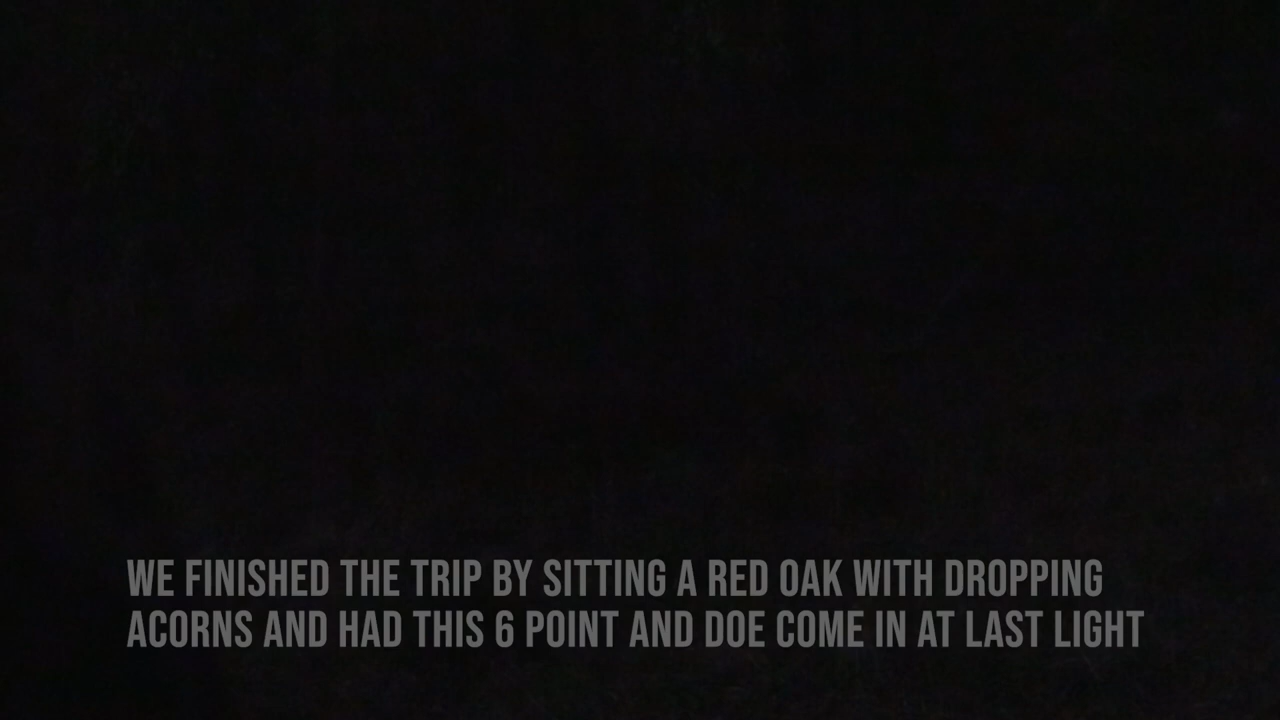 WE FINISHED THE TRIP BY SITTING A RED OAK WITH DROPPING
ACORNS AND HAD THIS 6 POINT AND DOE COME IN AT LAST LIGHT